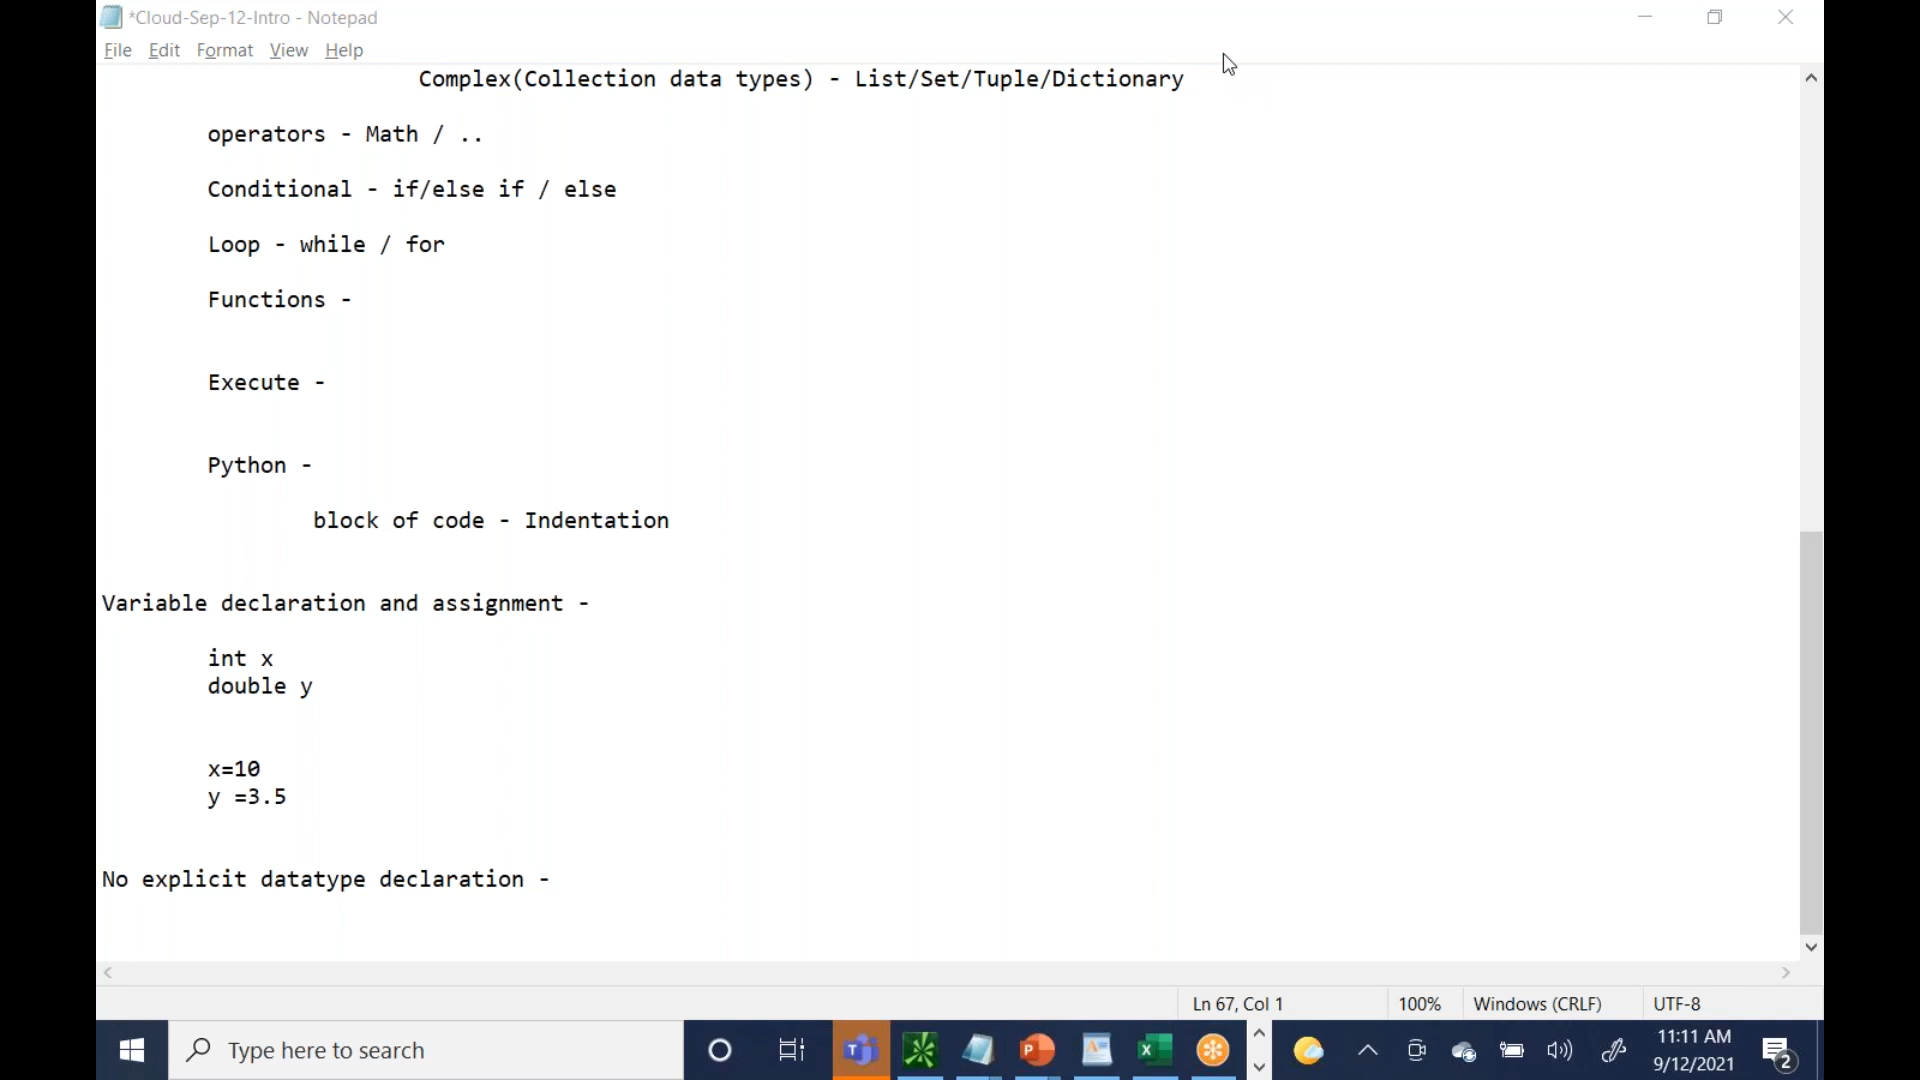 *Cloud-Sep-12-Intro - Notepad
File Edit Format View Help
Complex(Collection data types) - List/Set/Tuple/Dictionary
operators - Math / ..
Conditional - if/else if / else
Loop - while / for
Functions -
Execute -
Python -
block of code - Indentation
Variable declaration and assignment -
int x
double y
x=10
y =3.5
No explicit datatype declaration -
Ln 67, Col 1 100% Windows (CRLF) UTF-8
Type here to search
11:11 AM
9/12/2021
2